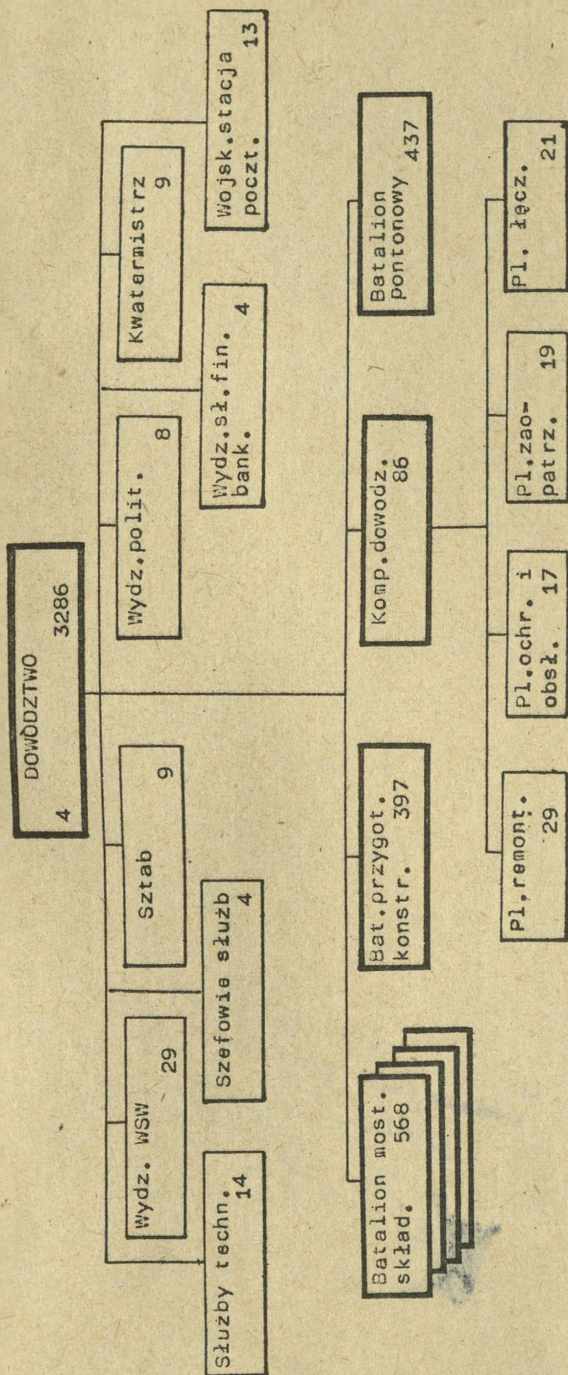 DOWÓDZTWO
4 3286
Wydz. WSW
29
Sztab
9
Wydz.polit.
8
Kwatermistrz
9
Służby techn.
14
Szefowie służb
4
Wydz.sł.fin.
bank. 4
Wojsk.stacja
poczt. 13
Batalion most.
skład. 568
Bat.przygot.
konstr. 397
Komp.dowodz.
86
Batalion
pontonowy 437
Pl.remont.
29
Pl.ochr. i
obsł. 17
Pl.zao-
patrz. 19
Pl. łącz.
21